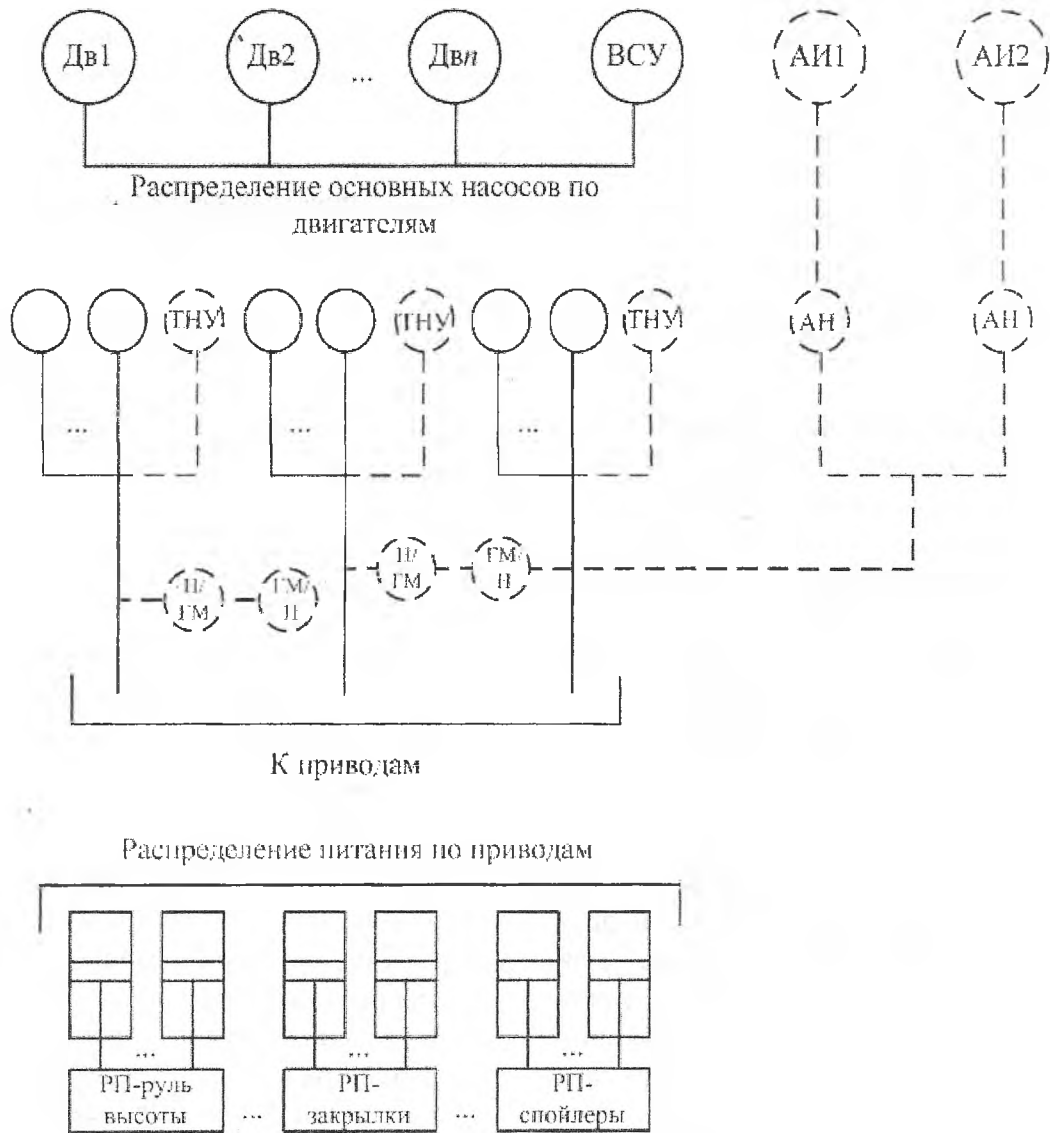 Дв1 Дв2 ... Двn ВСУ АИ1 АИ2
Распределение основных насосов по
двигателям
ТНУ ТНУ ТНУ АН АН
... ... ...
Н/
ГМ
ГМ/
Н
Н/
ГМ
ГМ/
Н
К приводам
Распределение питания по приводам
... ... ...
РП-руль
высоты
...
РП-
закрылки
...
РП-
спойлеры